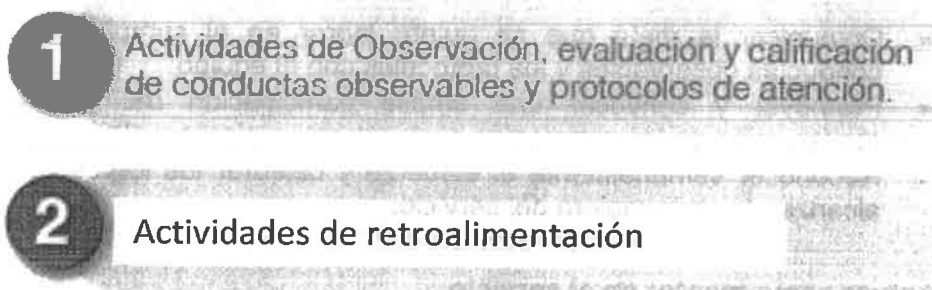 1
Actividades de Observación, evaluación y calificación
de conductas observables y protocolos de atención.
2
Actividades de retroalimentación